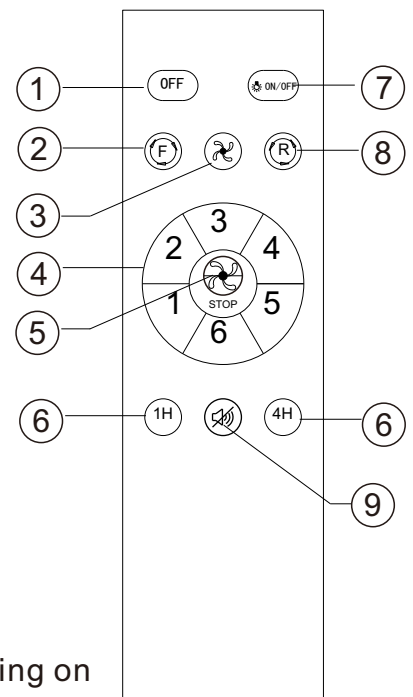 1 OFF ON/OFF 7
2 F R 8
3
3
2 4
4
5 STOP
1 5
6
6 1H 4H 6
9
ing on